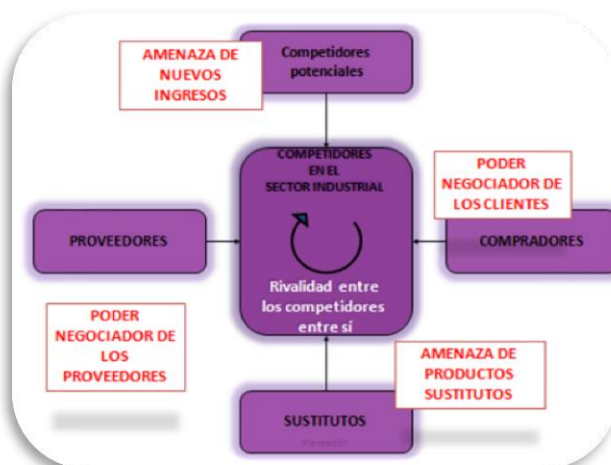 AMENAZA DE
NUEVOS
INGRESOS
Competidores
potenciales
COMPETIDORES
EN EL
SECTOR INDUSTRIAL
PODER
NEGOCIADOR DE
LOS CLIENTES
PROVEEDORES
COMPRADORES
Rivalidad entre
los competidores
entre sí
PODER
NEGOCIADOR DE
LOS
PROVEEDORES
AMENAZA DE
PRODUCTOS
SUSTITUTOS
SUSTITUTOS